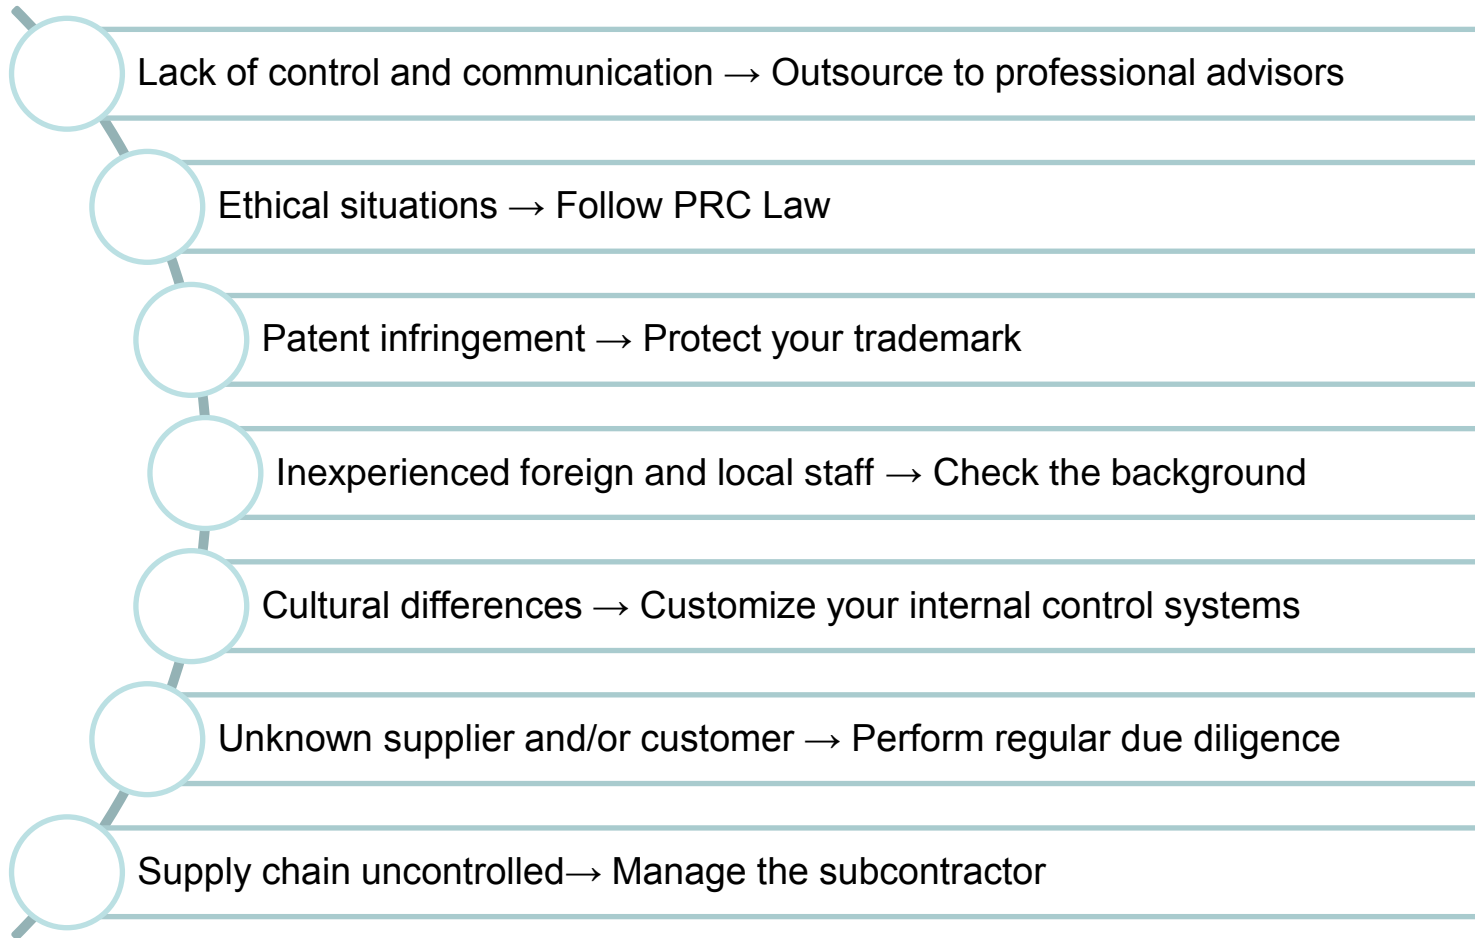 Lack of control and communication → Outsource to professional advisors
Ethical situations → Follow PRC Law
Patent infringement → Protect your trademark
Inexperienced foreign and local staff → Check the background
Cultural differences → Customize your internal control systems
Unknown supplier and/or customer → Perform regular due diligence
Supply chain uncontrolled→ Manage the subcontractor